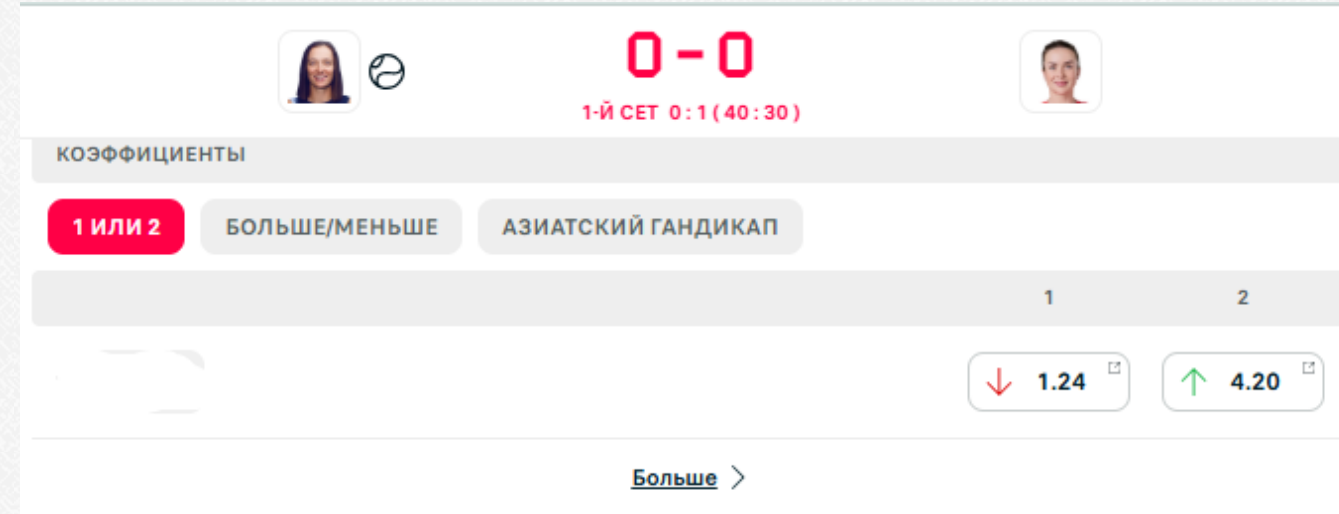 0 - 0
1-Й СЕТ 0 : 1 ( 40 : 30 )
КОЭФФИЦИЕНТЫ
1 ИЛИ 2 БОЛЬШЕ/МЕНЬШЕ АЗИАТСКИЙ ГАНДИКАП
1 2
1.24 4.20
Больше